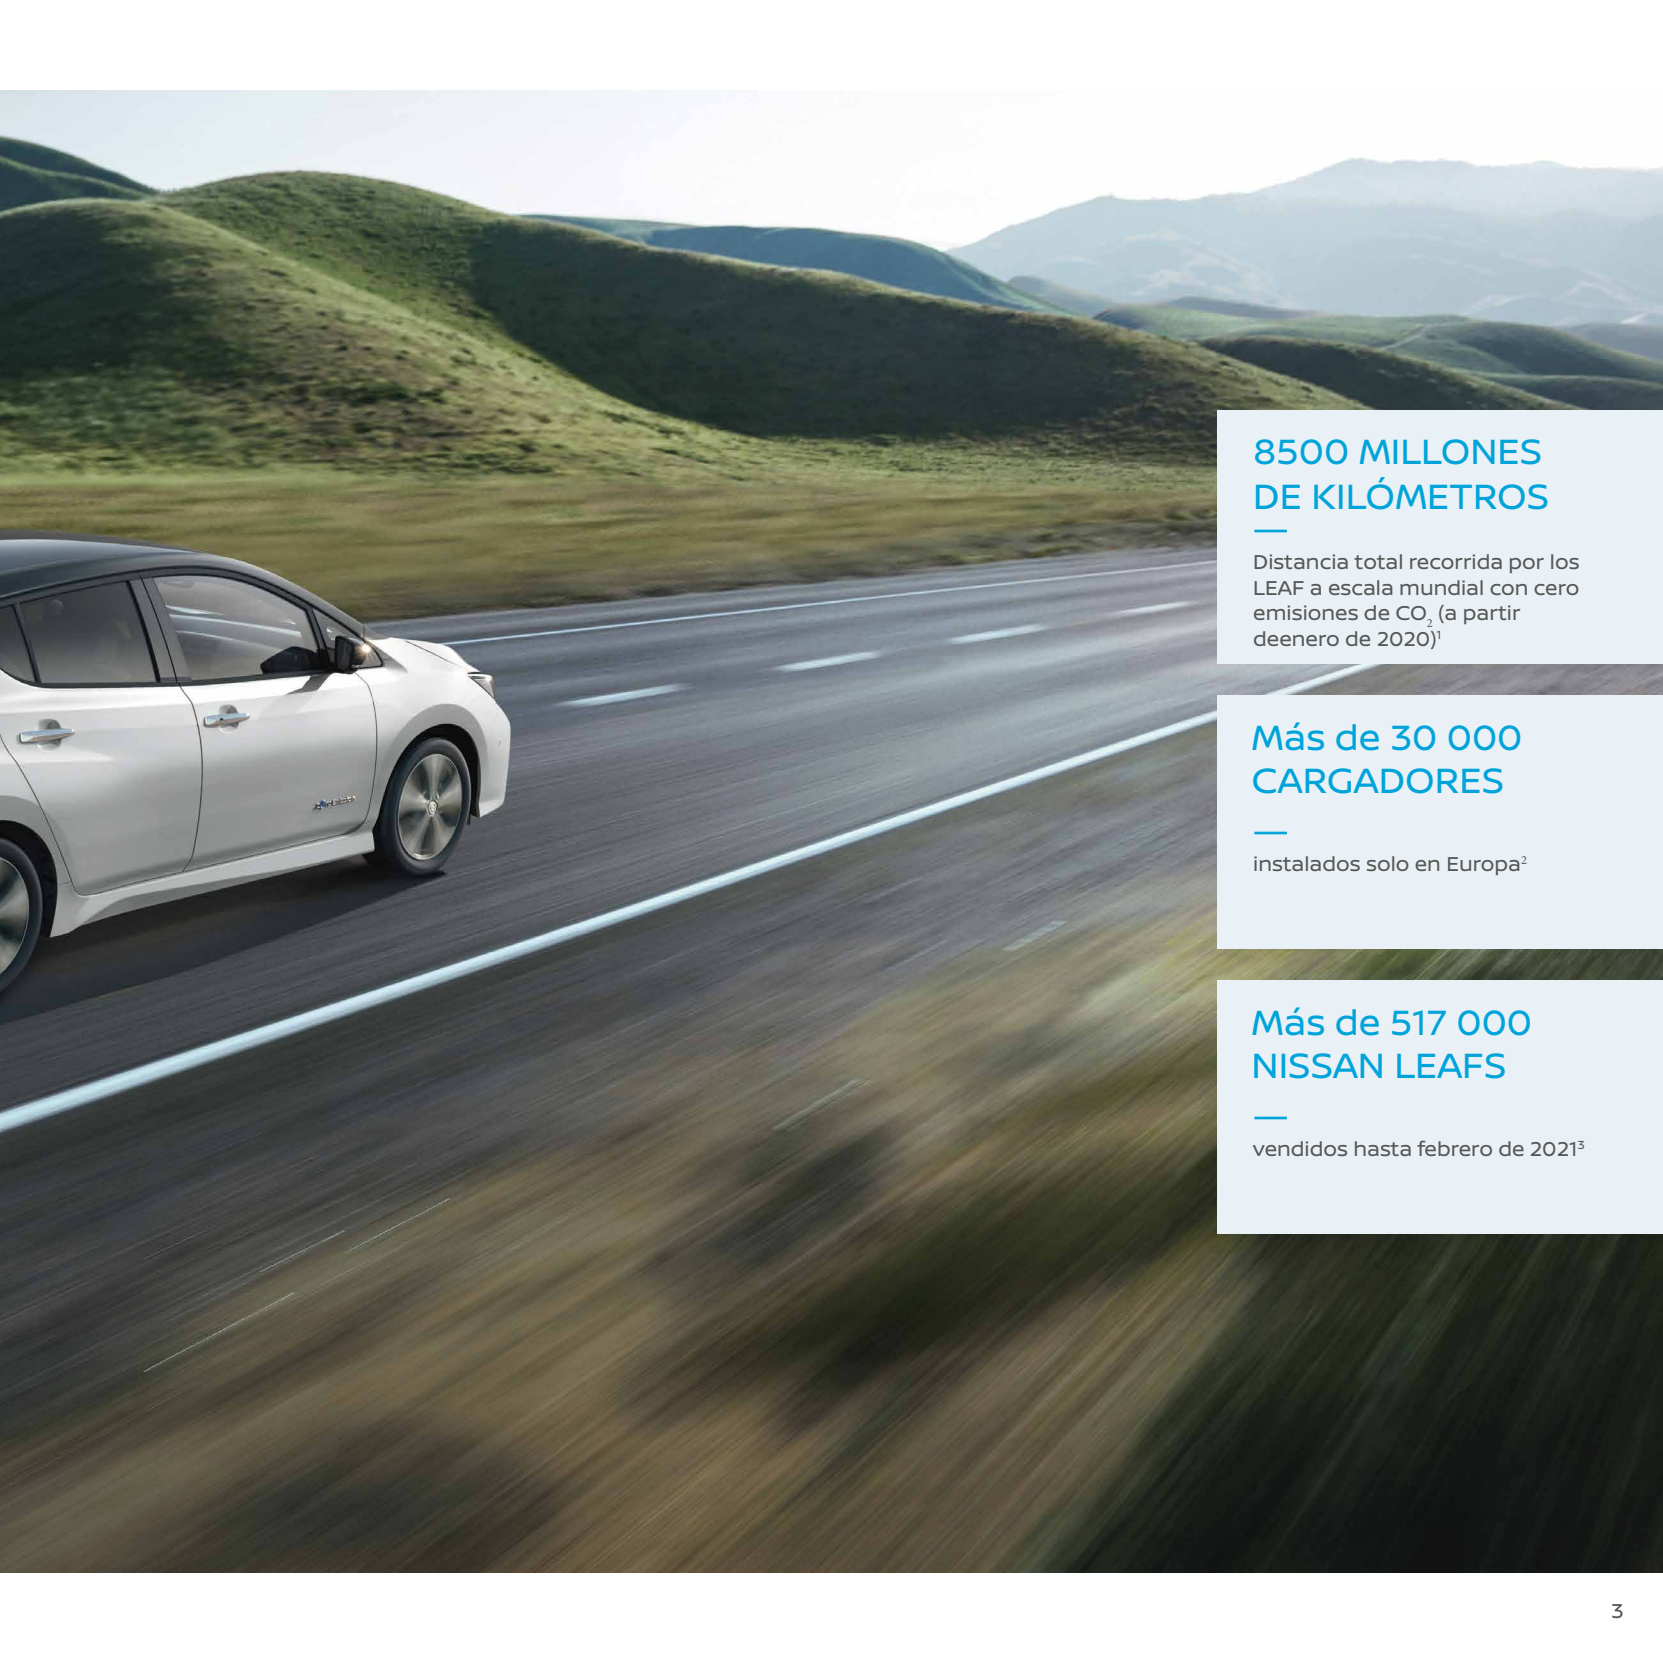 8500 MILLONES
DE KILÓMETROS
Distancia total recorrida por los
LEAF a escala mundial con cero
emisiones de CO₂ (a partir
deenero de 2020)¹
Más de 30 000
CARGADORES
instalados solo en Europa²
Más de 517 000
NISSAN LEAFS
vendidos hasta febrero de 2021³
3